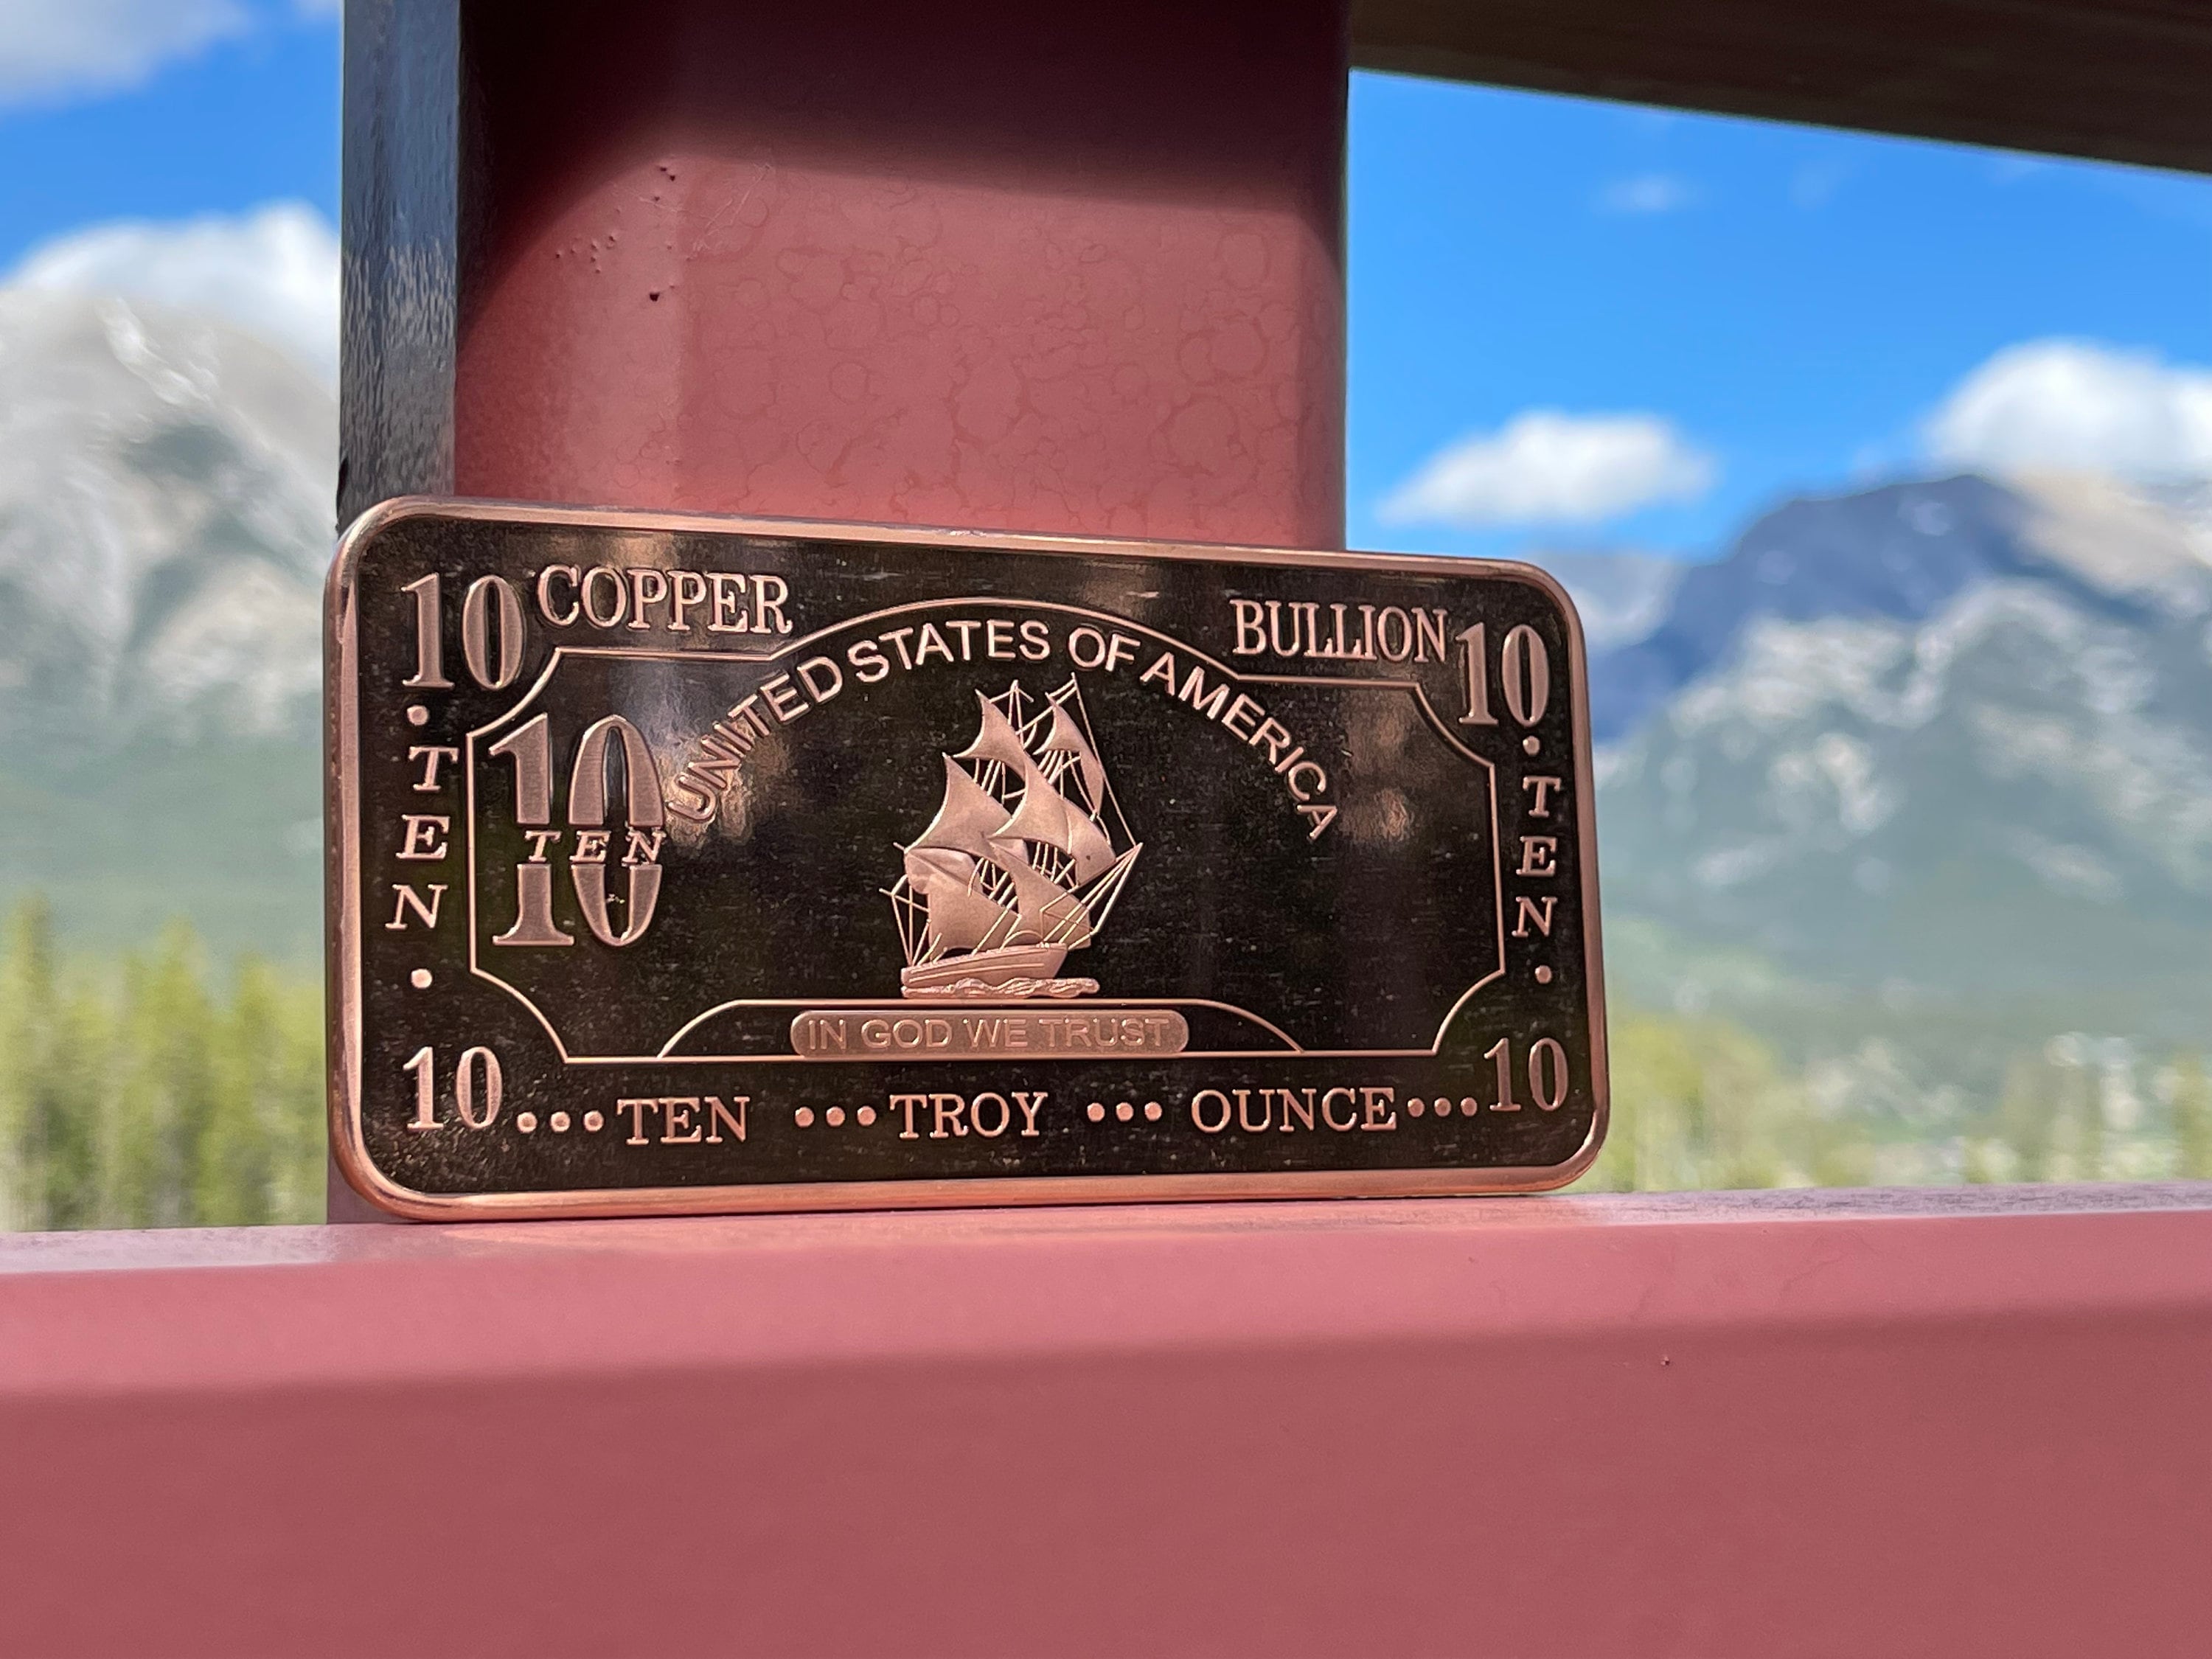 10 COPPER BULLION 10
UNITED STATES OF AMERICA
• TEN •
10
TEN
• TEN •
IN GOD WE TRUST
10 ••• TEN ••• TROY ••• OUNCE ••• 10